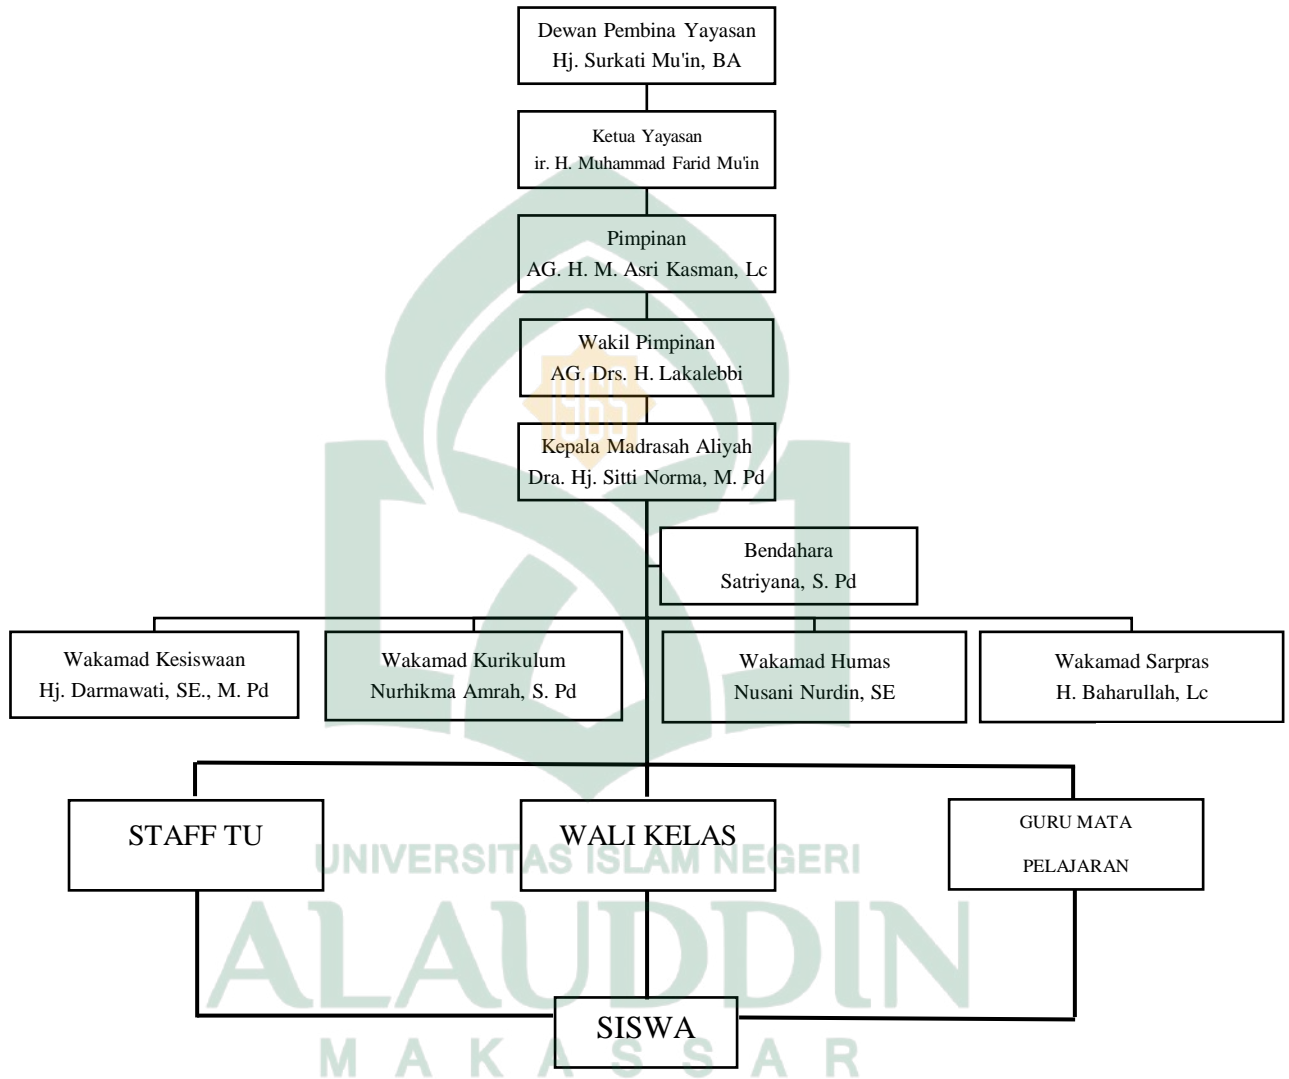 Dewan Pembina Yayasan
Hj. Surkati Mu'in, BA
Ketua Yayasan
ir. H. Muhammad Farid Mu'in
Pimpinan
AG. H. M. Asri Kasman, Lc
Wakil Pimpinan
AG. Drs. H. Lakalebbi
Kepala Madrasah Aliyah
Dra. Hj. Sitti Norma, M. Pd
Bendahara
Satriyana, S. Pd
Wakamad Kesiswaan
Hj. Darmawati, SE., M. Pd
Wakamad Kurikulum
Nurhikma Amrah, S. Pd
Wakamad Humas
Nusani Nurdin, SE
Wakamad Sarpras
H. Baharullah, Lc
STAFF TU
WALI KELAS
GURU MATA
PELAJARAN
UNIVERSITAS ISLAM NEGERI
ALAUDDIN
SISWA
MAKASSAR